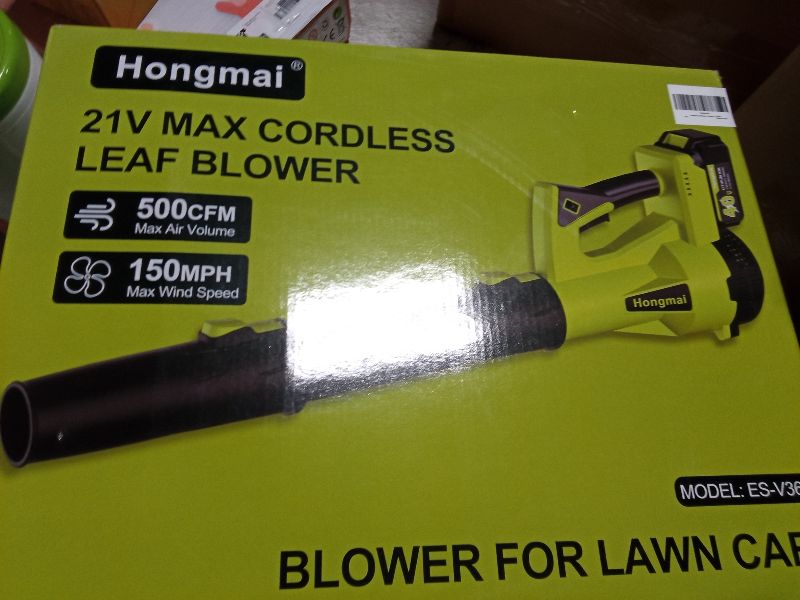 Hongmai®
21V MAX CORDLESS
LEAF BLOWER
500CFM
Max Air Volume
150MPH
Max Wind Speed
Hongmai
MODEL: ES-V36
BLOWER FOR LAWN CAR